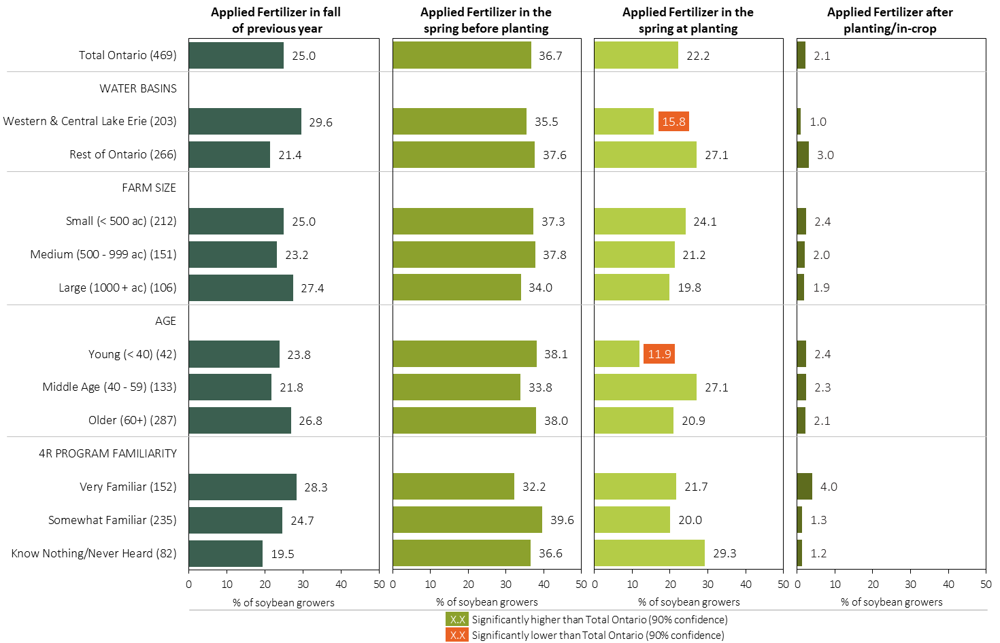 Applied Fertilizer in fall
of previous year
Applied Fertilizer in the
spring before planting
Applied Fertilizer in the
spring at planting
Applied Fertilizer after
planting/in-crop
Total Ontario (469) 25.0 36.7 22.2 2.1
WATER BASINS
Western & Central Lake Erie (203) 29.6 35.5 15.8 1.0
Rest of Ontario (266) 21.4 37.6 27.1 3.0
FARM SIZE
Small (< 500 ac) (212) 25.0 37.3 24.1 2.4
Medium (500 - 999 ac) (151) 23.2 37.8 21.2 2.0
Large (1000 + ac) (106) 27.4 34.0 19.8 1.9
AGE
Young (< 40) (42) 23.8 38.1 11.9 2.4
Middle Age (40 - 59) (133) 21.8 33.8 27.1 2.3
Older (60+) (287) 26.8 38.0 20.9 2.1
4R PROGRAM FAMILIARITY
Very Familiar (152) 28.3 32.2 21.7 4.0
Somewhat Familiar (235) 24.7 39.6 20.0 1.3
Know Nothing/Never Heard (82) 19.5 36.6 29.3 1.2
0 10 20 30 40 50 0 10 20 30 40 50 0 10 20 30 40 50 0 10 20 30 40 50
% of soybean growers % of soybean growers % of soybean growers % of soybean growers
X.X Significantly higher than Total Ontario (90% confidence)
X.X Significantly lower than Total Ontario (90% confidence)